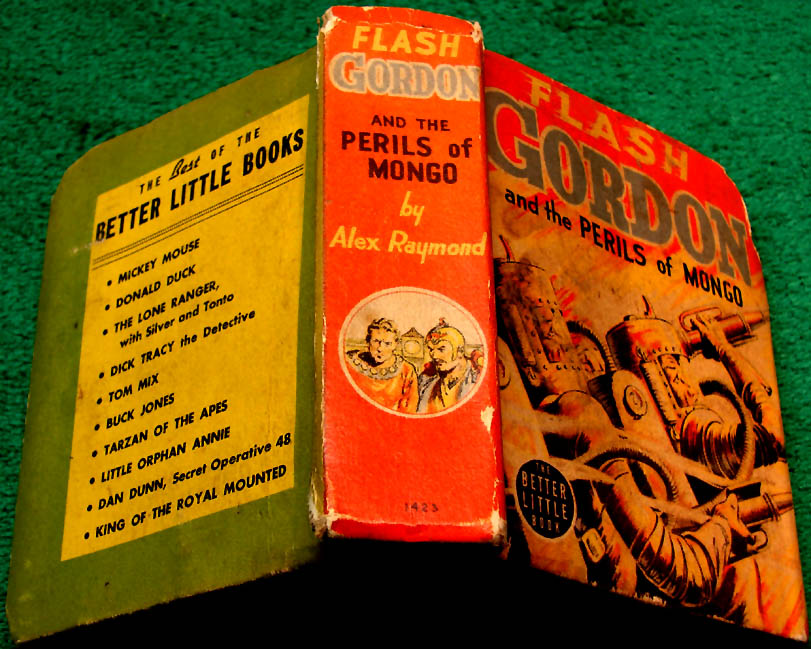 THE Best OF THE
BETTER LITTLE BOOKS
• MICKEY MOUSE
• DONALD DUCK
• THE LONE RANGER,
with Silver and Tonto
• DICK TRACY the Detective
• TOM MIX
• BUCK JONES
• TARZAN OF THE APES
• LITTLE ORPHAN ANNIE
• DAN DUNN, Secret Operative 48
• KING OF THE ROYAL MOUNTED
FLASH
GORDON
AND THE
PERILS of
MONGO
by
Alex Raymond
1423
FLASH
GORDON
and the PERILS of MONGO
THE
BETTER
LITTLE
BOOK